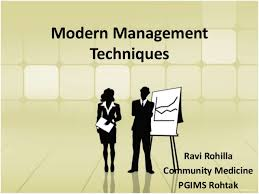 Modern Management
Techniques
Ravi Rohilla
Community Medicine
PGIMS Rohtak